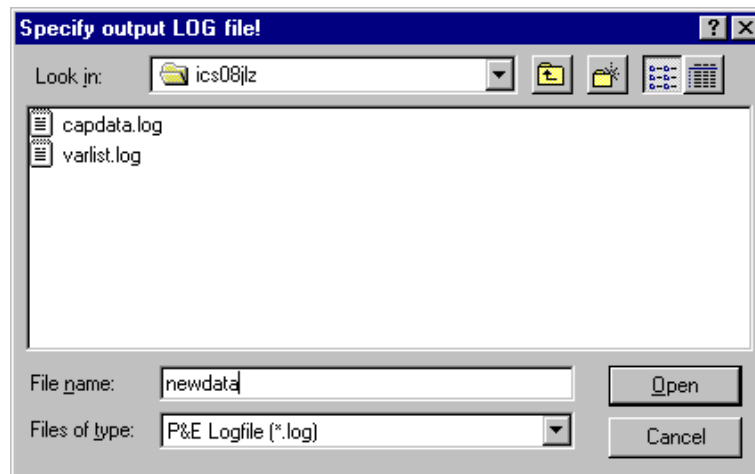 Specify output LOG file!
Look in: ics08jlz
capdata.log
varlist.log
File name: newdata
Open
Files of type: P&E Logfile (*.log)
Cancel